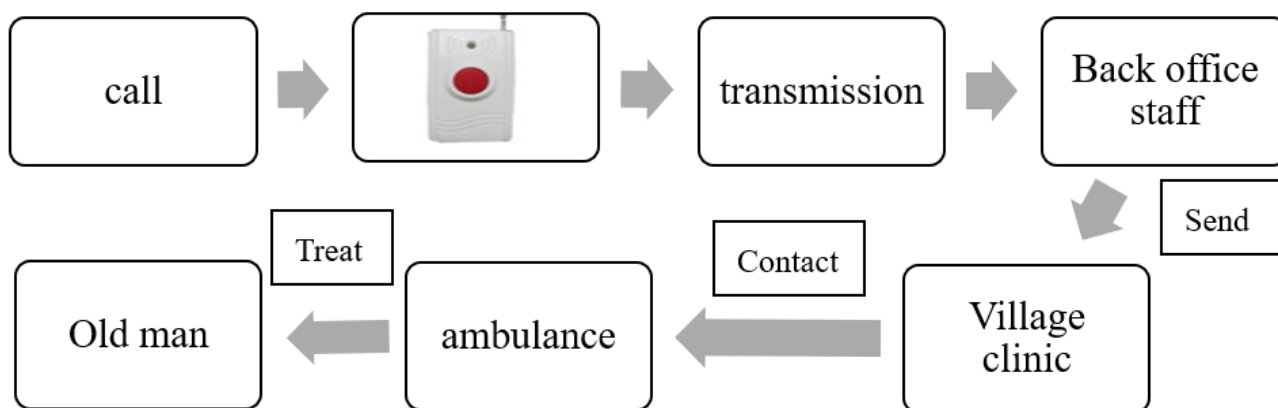 call
transmission
Back office
staff
Send
Village
clinic
Contact
ambulance
Treat
Old man